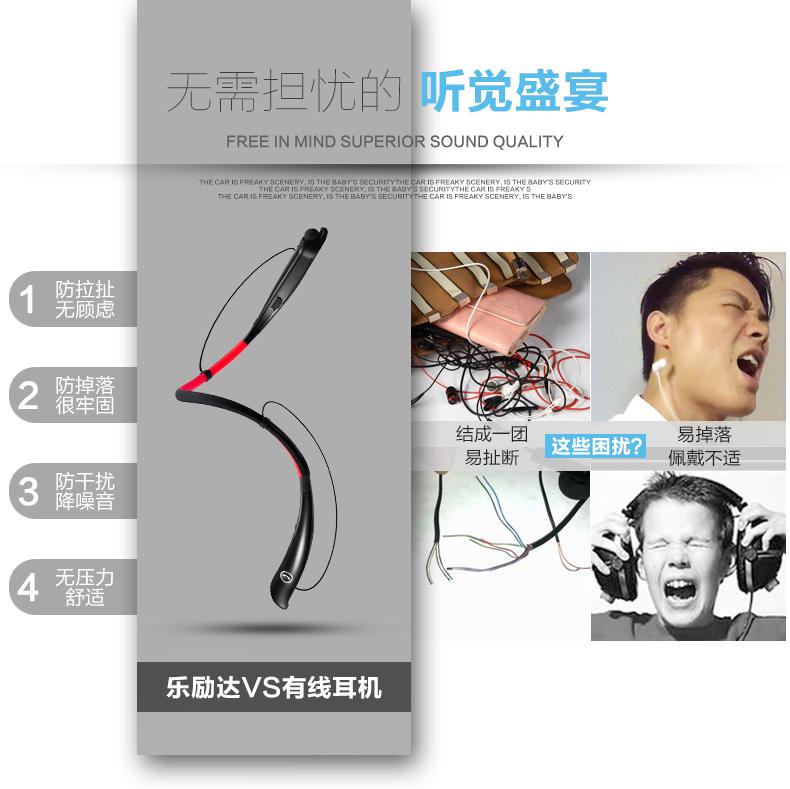 无需担忧的 听觉盛宴
FREE IN MIND SUPERIOR SOUND QUALITY
THE CAR IS FREAKY SCENERY, IS THE BABY'S SECURITYTHE CAR IS FREAKY SCENERY, IS THE BABY'S SECURITY
THE CAR IS FREAKY SCENERY, IS THE BABY'S SECURITYTHE CAR IS FREAKY S
THE CAR IS FREAKY SCENERY, IS THE BABY'S SECURITYTHE CAR IS FREAKY SCENERY, IS THE BABY'S
1 防拉扯
无顾虑
2 防掉落
很牢固
3 防干扰
降噪音
4 无压力
舒适
结成一团
易扯断
这些困扰?
易掉落
佩戴不适
乐励达VS有线耳机